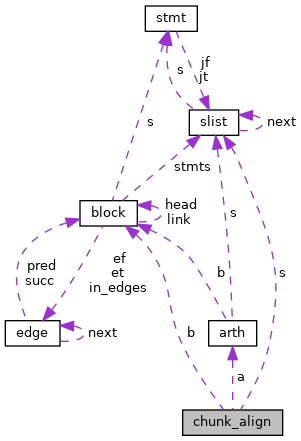 stmt
jf
jt
s
slist
next
s
stmts
block
head
link
s
s
pred
succ
ef
et
in_edges
b
edge
next
b
arth
a
chunk_align